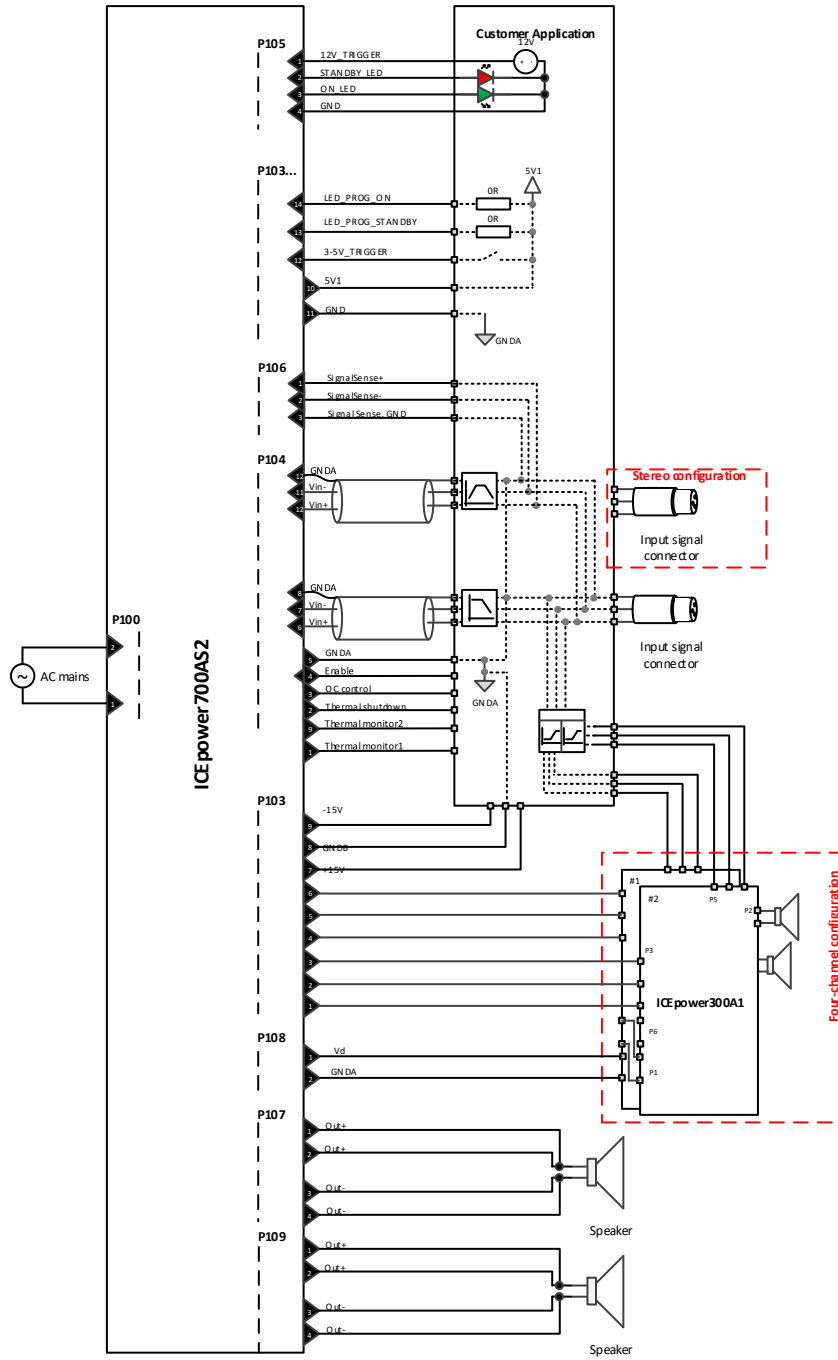 Customer Application
P105
12V
1 12V_TRIGGER
2 STANDBY_LED
3 ON_LED
4 GND
P103...
5V1
14 LED_PROG_ON
0R
13 LED_PROG_STANDBY
0R
12 3-5V_TRIGGER
10 5V1
11 GND
GNDA
P106
1 SignalSense+
2 SignalSense-
3 SignalSense, GND
P104
GNDA
11 Vin-
12 Vin+
Stereo configuration
Input signal
connector
8 GNDA
7 Vin-
6 Vin+
Input signal
connector
P100
2
1
AC mains
ICEpower700AS2
5 GNDA
4 Enable
3 OC control
2 Thermal shutdown
9 Thermal monitor2
1 Thermal monitor1
GNDA
P103
9 -15V
8 GNDB
7 +15V
6
5
4
3
2
1
Four-channel configuration
#1
#2
P5
P2
P3
ICEpower300A1
P6
P1
P108
1 Vd
2 GNDA
P107
1 Out+
2 Out+
3 Out-
4 Out-
Speaker
P109
1 Out+
2 Out+
3 Out-
4 Out-
Speaker